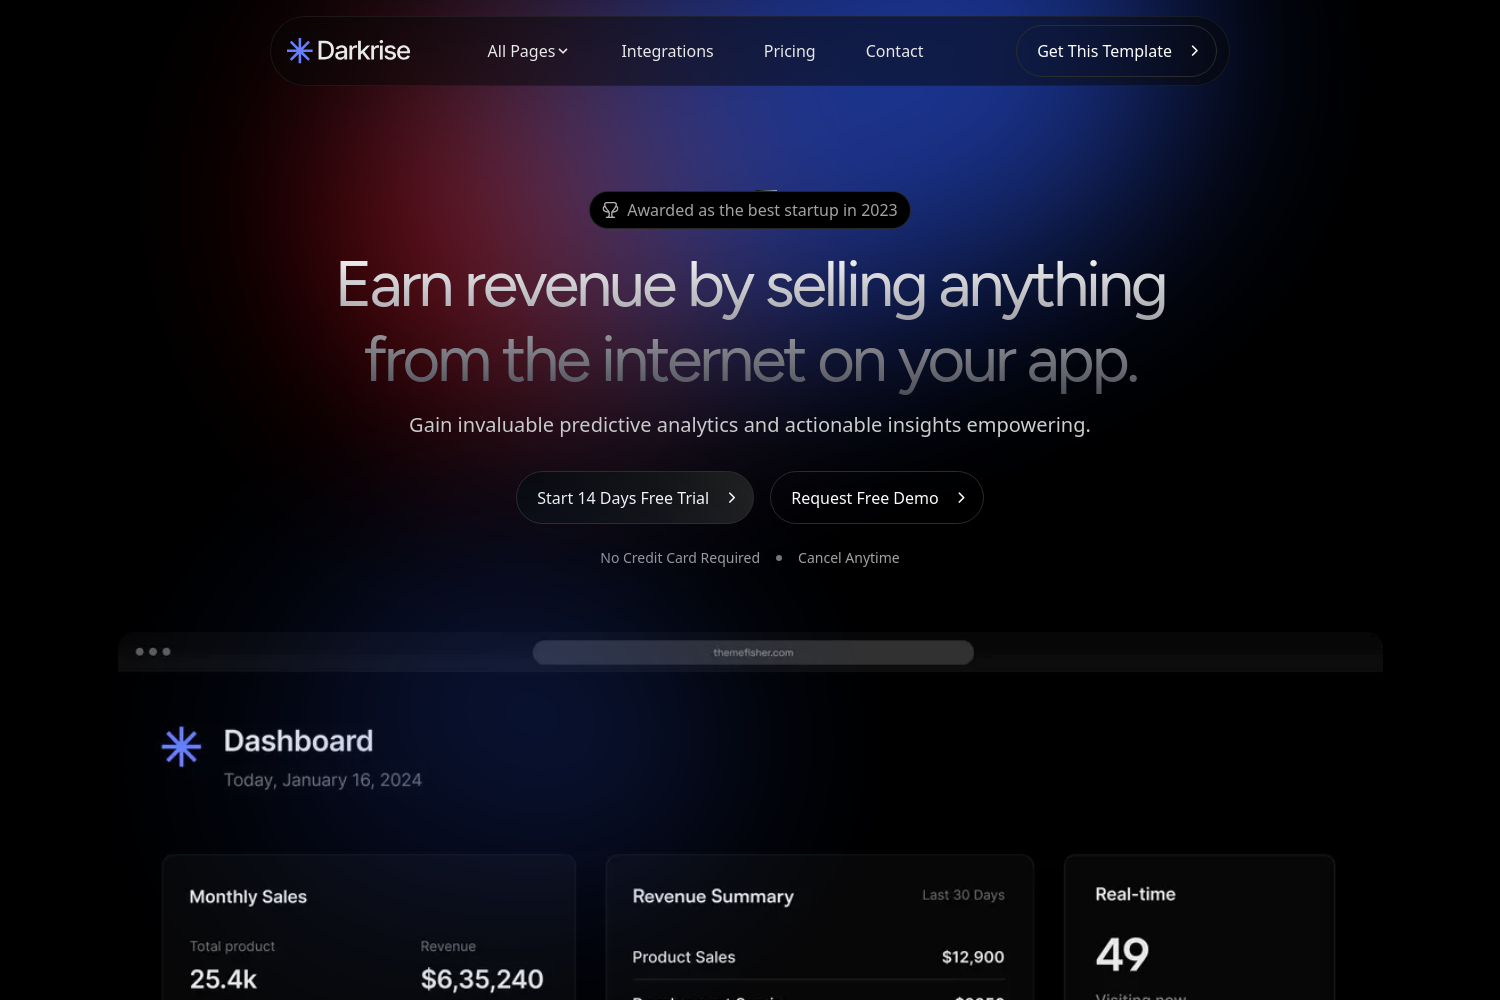 Darkrise
All Pages
Integrations
Pricing
Contact
Get This Template
Awarded as the best startup in 2023
Earn revenue by selling anything
from the internet on your app.
Gain invaluable predictive analytics and actionable insights empowering.
Start 14 Days Free Trial
Request Free Demo
No Credit Card Required
Cancel Anytime
themefisher.com
Dashboard
Today, January 16, 2024
Monthly Sales
Total product
Revenue
25.4k
$6,35,240
Revenue Summary
Last 30 Days
Product Sales
$12,900
Real-time
49
Visiting now